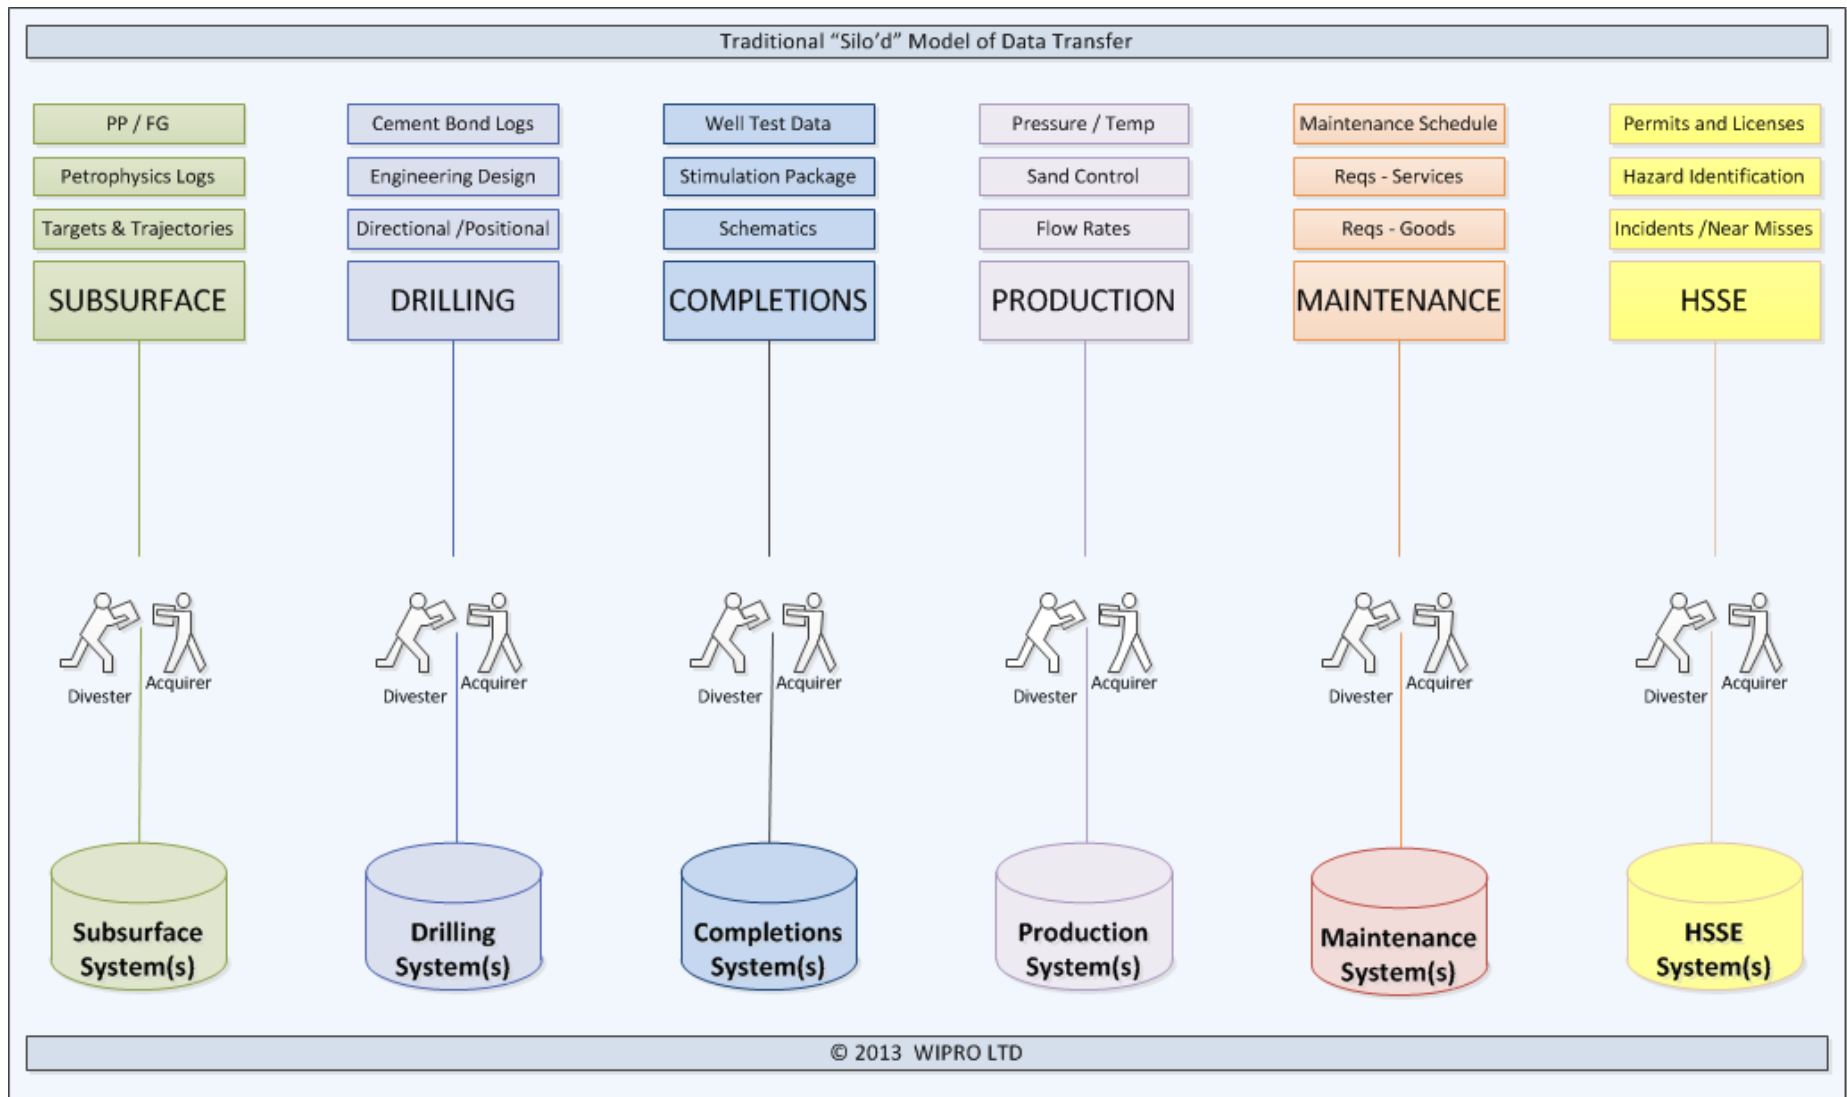 Traditional “Silo’d” Model of Data Transfer
PP / FG
Cement Bond Logs
Well Test Data
Pressure / Temp
Maintenance Schedule
Permits and Licenses
Petrophysics Logs
Engineering Design
Stimulation Package
Sand Control
Reqs - Services
Hazard Identification
Targets & Trajectories
Directional /Positional
Schematics
Flow Rates
Reqs - Goods
Incidents /Near Misses
SUBSURFACE
DRILLING
COMPLETIONS
PRODUCTION
MAINTENANCE
HSSE
Divester
Acquirer
Divester
Acquirer
Divester
Acquirer
Divester
Acquirer
Divester
Acquirer
Divester
Acquirer
Subsurface
System(s)
Drilling
System(s)
Completions
System(s)
Production
System(s)
Maintenance
System(s)
HSSE
System(s)
© 2013 WIPRO LTD